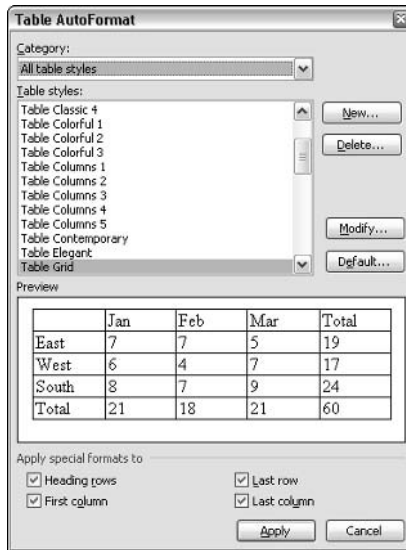 Table AutoFormat
Category:
All table styles
Table styles:
Table Classic 4
Table Colorful 1
Table Colorful 2
Table Colorful 3
Table Columns 1
Table Columns 2
Table Columns 3
Table Columns 4
Table Columns 5
Table Contemporary
Table Elegant
Table Grid
New...
Delete...
Modify...
Default...
Preview
Jan Feb Mar Total
East 7 7 5 19
West 6 4 7 17
South 8 7 9 24
Total 21 18 21 60
Apply special formats to
Heading rows Last row
First column Last column
Apply Cancel